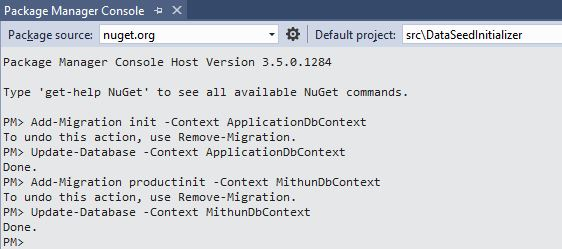 Package Manager Console
Package source: nuget.org Default project: src\DataSeedInitializer
Package Manager Console Host Version 3.5.0.1284
Type 'get-help NuGet' to see all available NuGet commands.
PM> Add-Migration init -Context ApplicationDbContext
To undo this action, use Remove-Migration.
PM> Update-Database -Context ApplicationDbContext
Done.
PM> Add-Migration productinit -Context MithunDbContext
To undo this action, use Remove-Migration.
PM> Update-Database -Context MithunDbContext
Done.
PM>